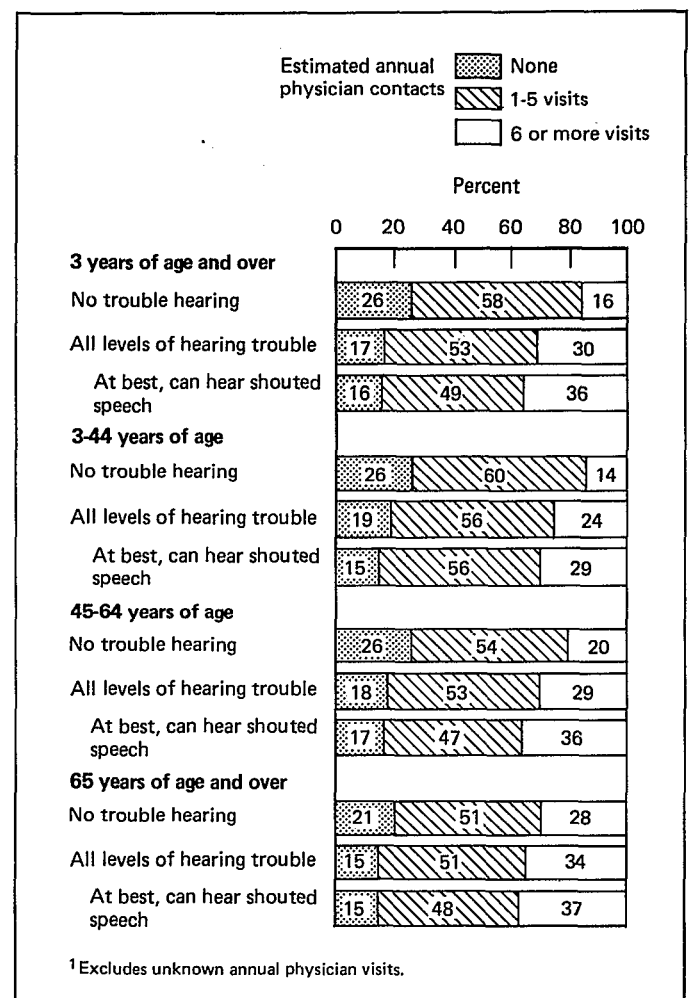 Estimated annual
physician contacts
None
1-5 visits
6 or more visits
Percent
0 20 40 60 80 100
3 years of age and over
No trouble hearing 26 58 16
All levels of hearing trouble 17 53 30
At best, can hear shouted
speech 16 49 36
3-44 years of age
No trouble hearing 26 60 14
All levels of hearing trouble 19 56 24
At best, can hear shouted
speech 15 56 29
45-64 years of age
No trouble hearing 26 54 20
All levels of hearing trouble 18 53 29
At best, can hear shouted
speech 17 47 36
65 years of age and over
No trouble hearing 21 51 28
All levels of hearing trouble 15 51 34
At best, can hear shouted
speech 15 48 37
1 Excludes unknown annual physician visits.